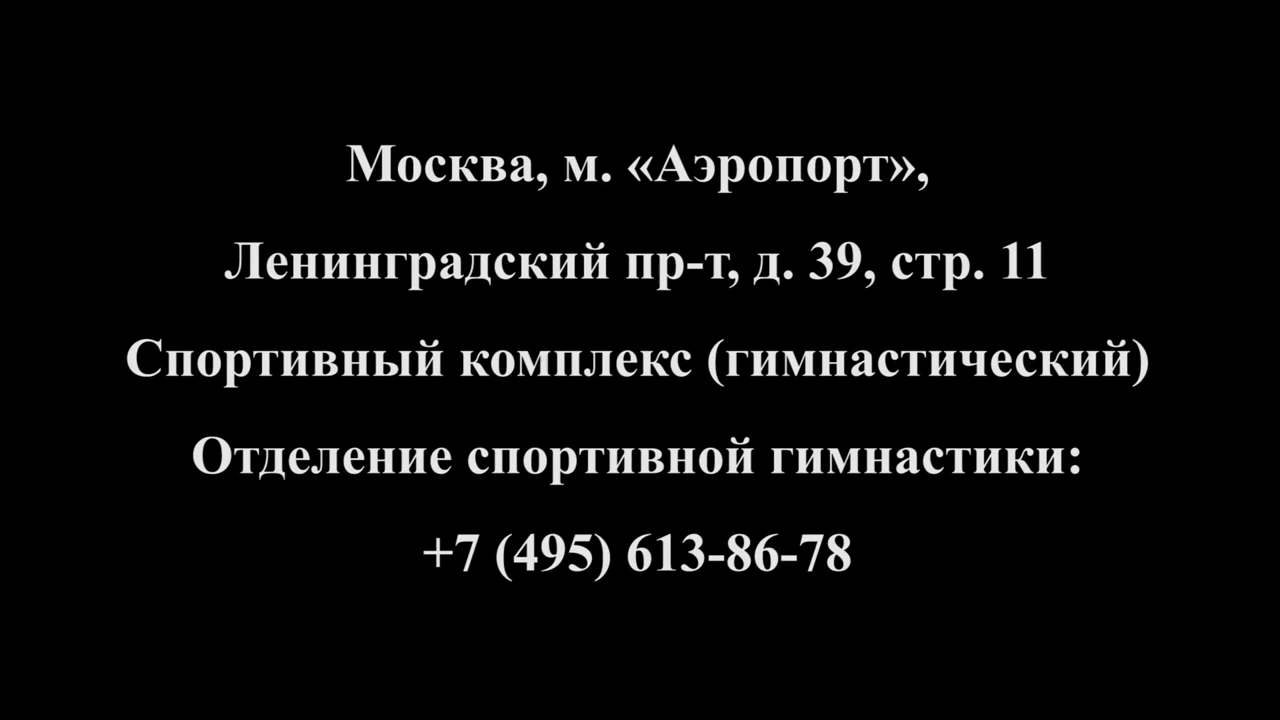 Москва, м. «Аэропорт»,
Ленинградский пр-т, д. 39, стр. 11
Спортивный комплекс (гимнастический)
Отделение спортивной гимнастики:
+7 (495) 613-86-78